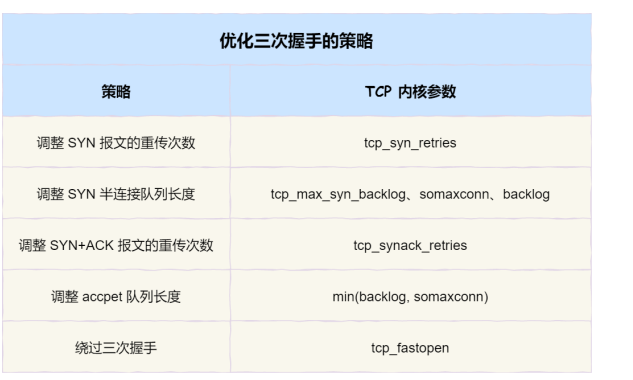 优化三次握手的策略
策略 TCP 内核参数
调整 SYN 报文的重传次数 tcp_syn_retries
调整 SYN 半连接队列长度 tcp_max_syn_backlog、somaxconn、backlog
调整 SYN+ACK 报文的重传次数 tcp_synack_retries
调整 accpet 队列长度 min(backlog, somaxconn)
绕过三次握手 tcp_fastopen